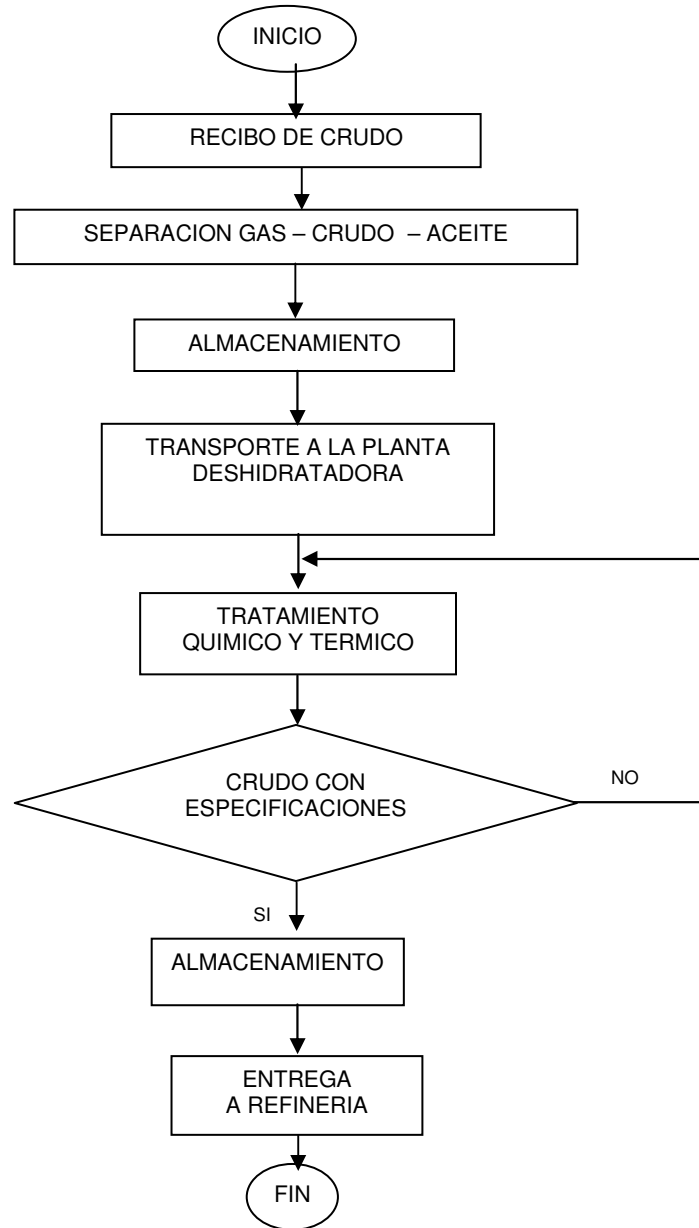 INICIO
RECIBO DE CRUDO
SEPARACION GAS – CRUDO – ACEITE
ALMACENAMIENTO
TRANSPORTE A LA PLANTA
DESHIDRATADORA
TRATAMIENTO
QUIMICO Y TERMICO
CRUDO CON
ESPECIFICACIONES
NO
SI
ALMACENAMIENTO
ENTREGA
A REFINERIA
FIN